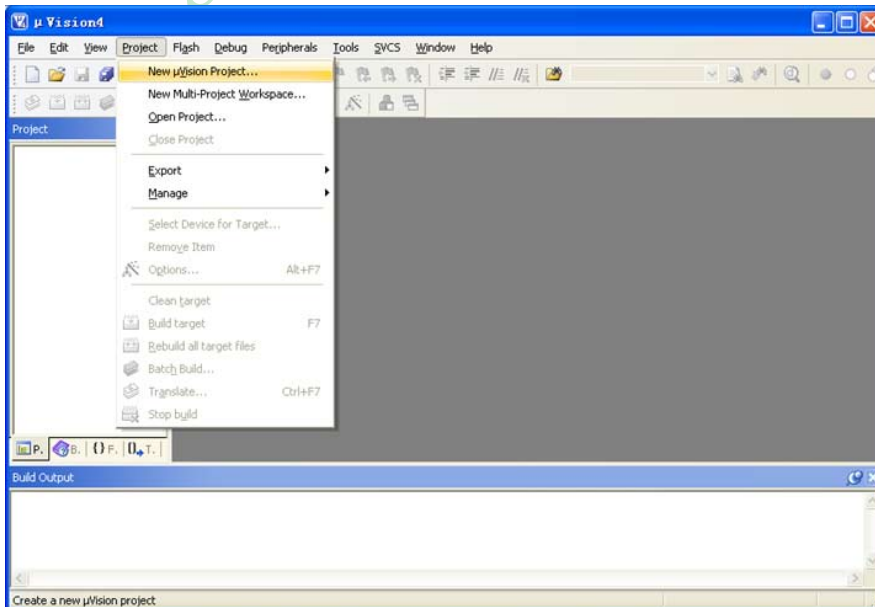 μ Vision4
File Edit View Project Flash Debug Peripherals Tools SVCS Window Help
New μVision Project...
New Multi-Project Workspace...
Open Project...
Close Project
Export
Manage
Select Device for Target...
Remove Item
Options... Alt+F7
Clean target
Build target F7
Rebuild all target files
Batch Build...
Translate... Ctrl+F7
Stop build
Project
P. B. {} F. T.
Build Output
Create a new μVision project